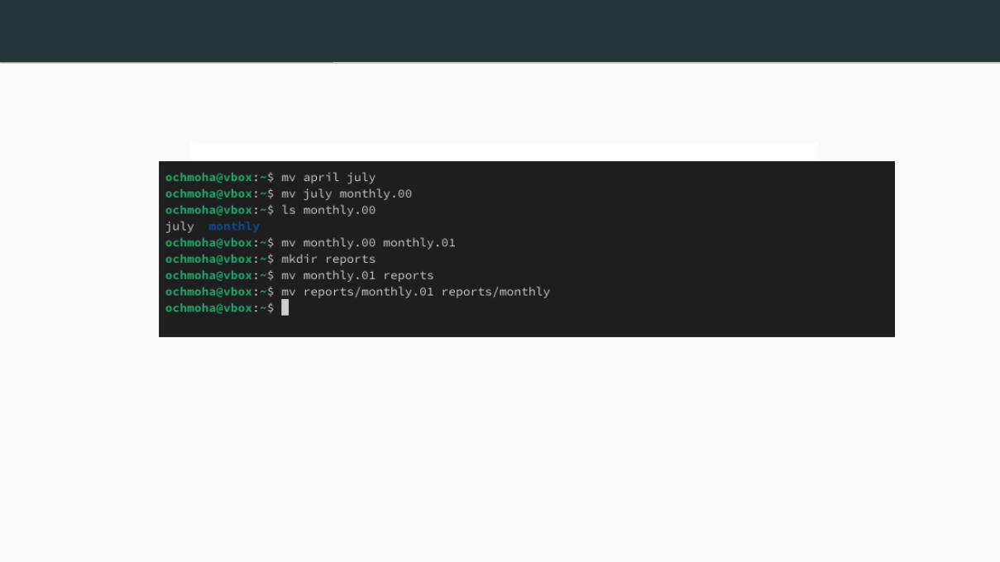 ochmoha@vbox:~$ mv april july
ochmoha@vbox:~$ mv july monthly.00
ochmoha@vbox:~$ ls monthly.00
july  monthly
ochmoha@vbox:~$ mv monthly.00 monthly.01
ochmoha@vbox:~$ mkdir reports
ochmoha@vbox:~$ mv monthly.01 reports
ochmoha@vbox:~$ mv reports/monthly.01 reports/monthly
ochmoha@vbox:~$